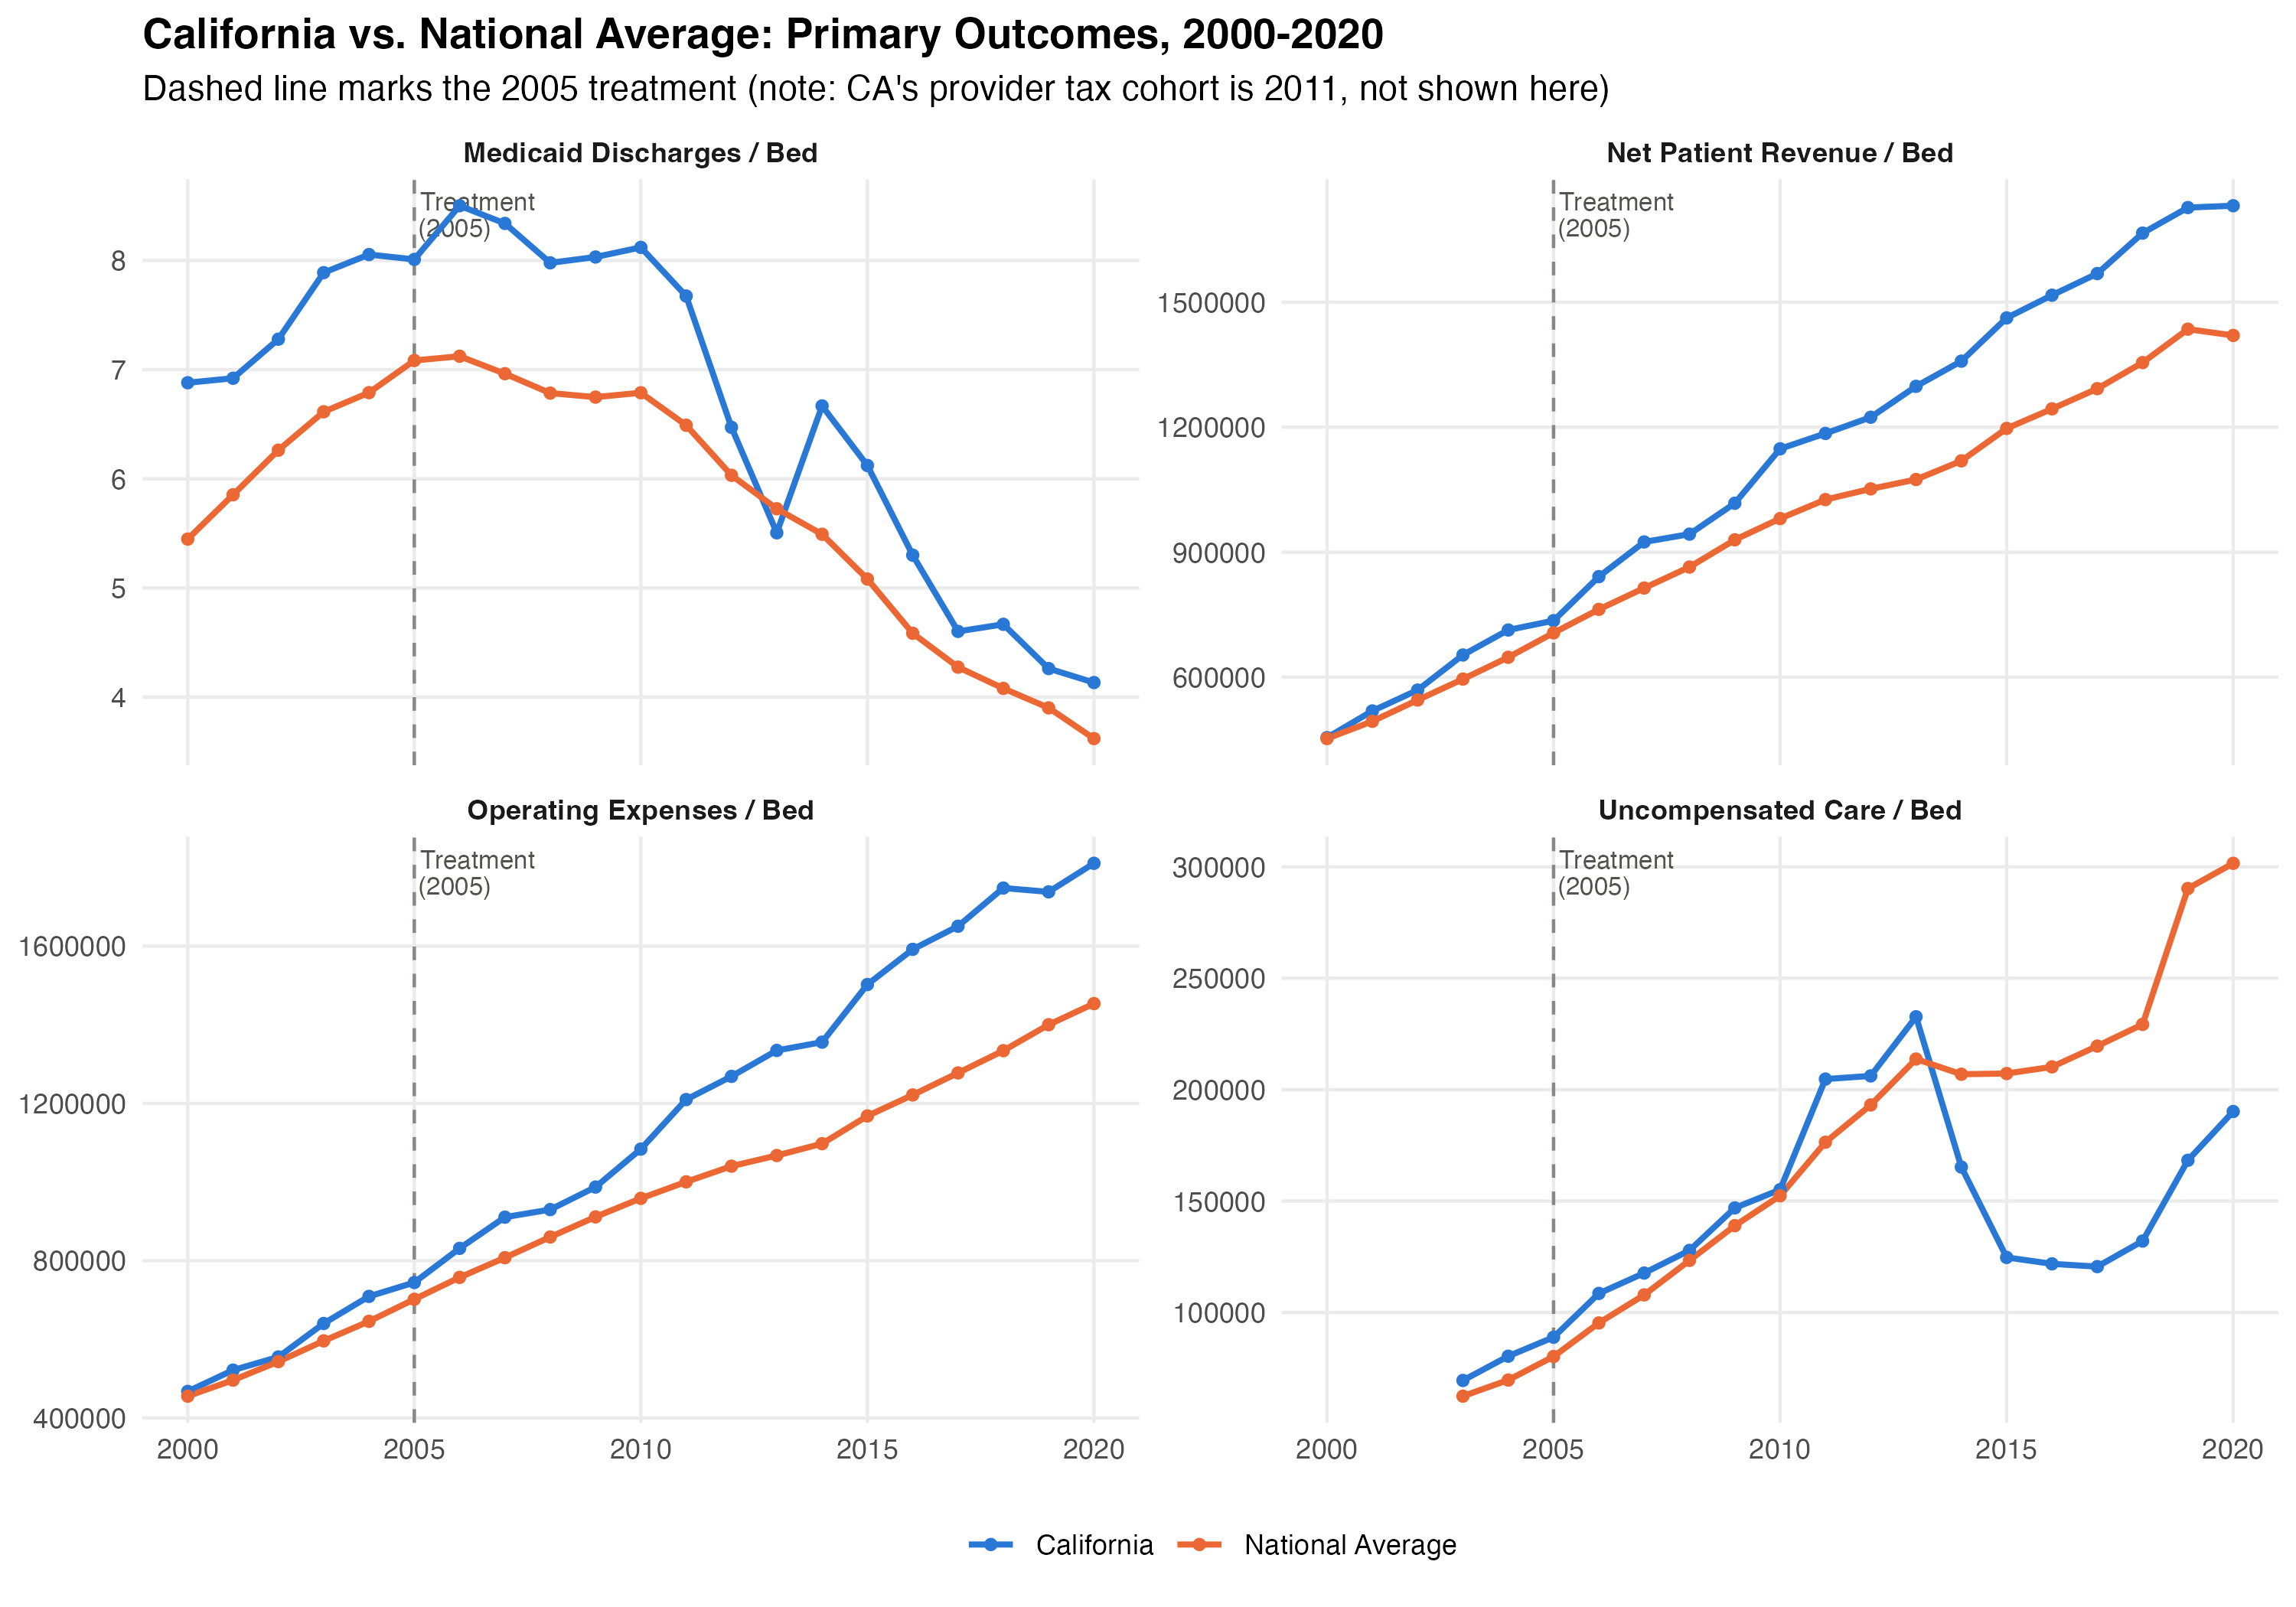 California vs. National Average: Primary Outcomes, 2000-2020
Dashed line marks the 2005 treatment (note: CA's provider tax cohort is 2011, not shown here)
Medicaid Discharges / Bed
Treatment
(2005)
8
7
6
5
4
Net Patient Revenue / Bed
Treatment
(2005)
1500000
1200000
900000
600000
Operating Expenses / Bed
Treatment
(2005)
1600000
1200000
800000
400000
2000 2005 2010 2015 2020
Uncompensated Care / Bed
Treatment
(2005)
300000
250000
200000
150000
100000
2000 2005 2010 2015 2020
California National Average